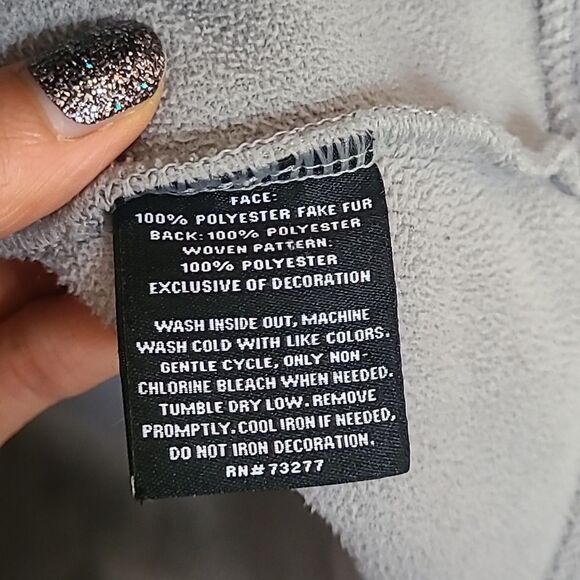 FACE:
100% POLYESTER FAKE FUR
BACK: 100% POLYESTER
WOVEN PATTERN:
100% POLYESTER
EXCLUSIVE OF DECORATION
WASH INSIDE OUT, MACHINE
WASH COLD WITH LIKE COLORS.
GENTLE CYCLE, ONLY NON-
CHLORINE BLEACH WHEN NEEDED.
TUMBLE DRY LOW. REMOVE
PROMPTLY. COOL IRON IF NEEDED,
DO NOT IRON DECORATION.
RN# 73277